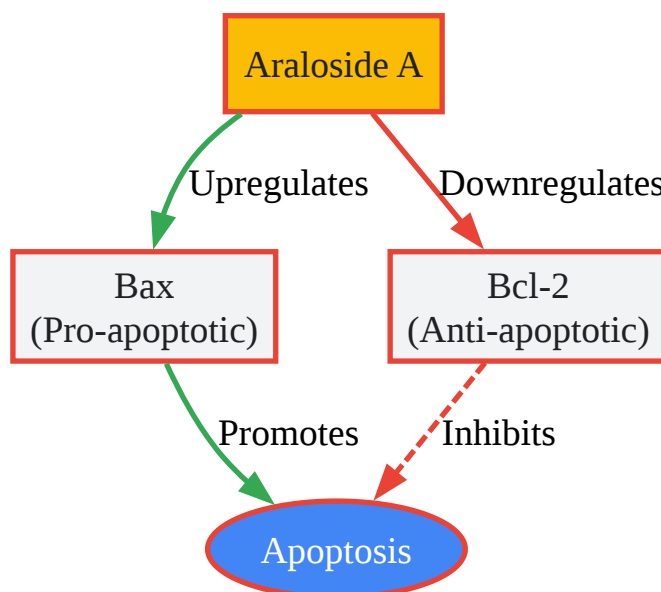 Araloside A
Upregulates
Downregulates
Bax
(Pro-apoptotic)
Bcl-2
(Anti-apoptotic)
Promotes
Inhibits
Apoptosis